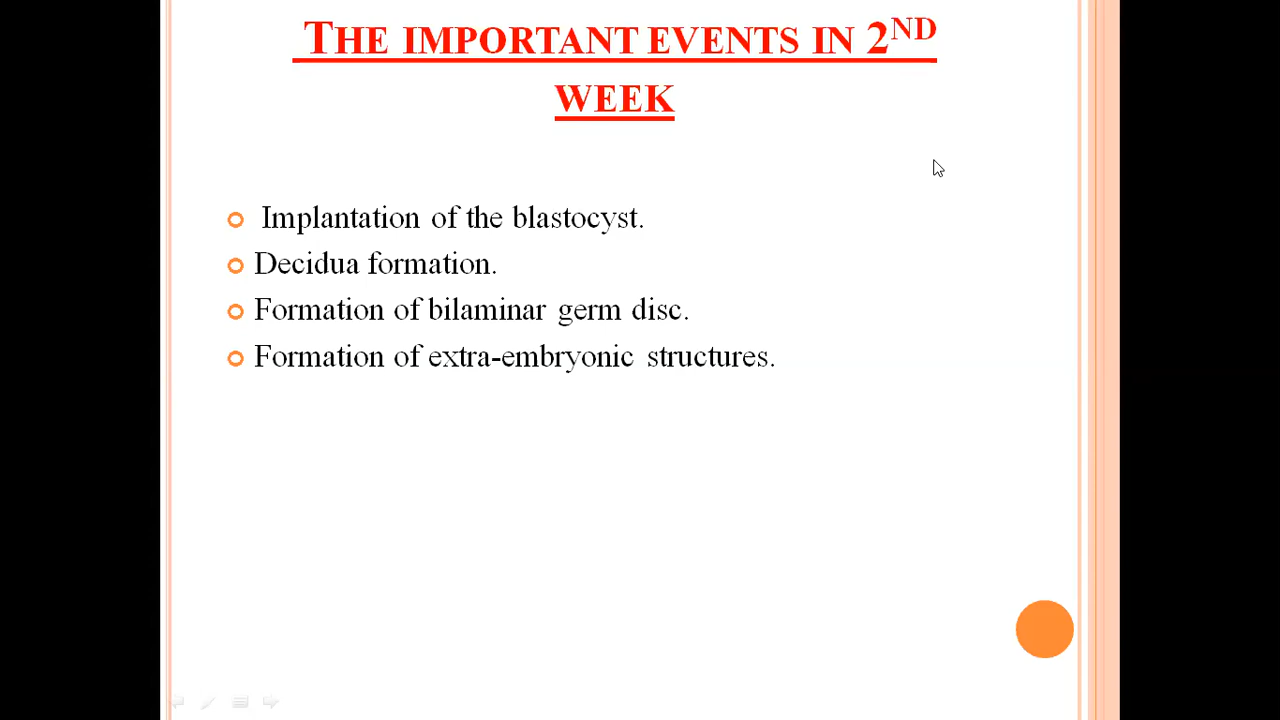 THE IMPORTANT EVENTS IN 2ND
WEEK
Implantation of the blastocyst.
Decidua formation.
Formation of bilaminar germ disc.
Formation of extra-embryonic structures.